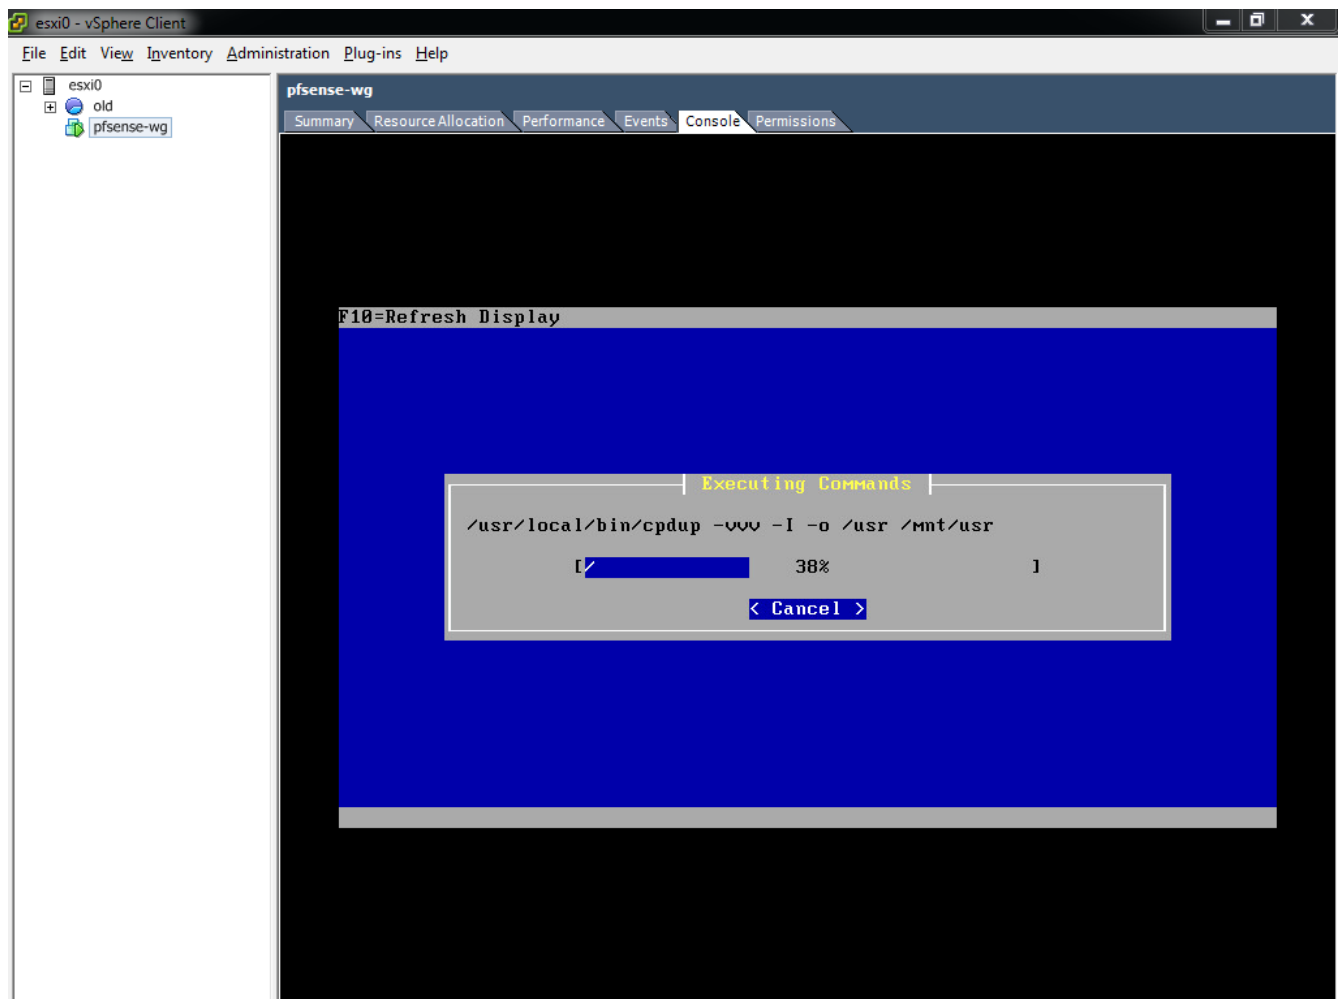 esxi0 - vSphere Client
File Edit View Inventory Administration Plug-ins Help
esxi0
old
pfsense-wg
pfsense-wg
Summary Resource Allocation Performance Events Console Permissions
F10=Refresh Display
Executing Commands
/usr/local/bin/cpdup -vvv -I -o /usr /mnt/usr
[/ 38% ]
< Cancel >